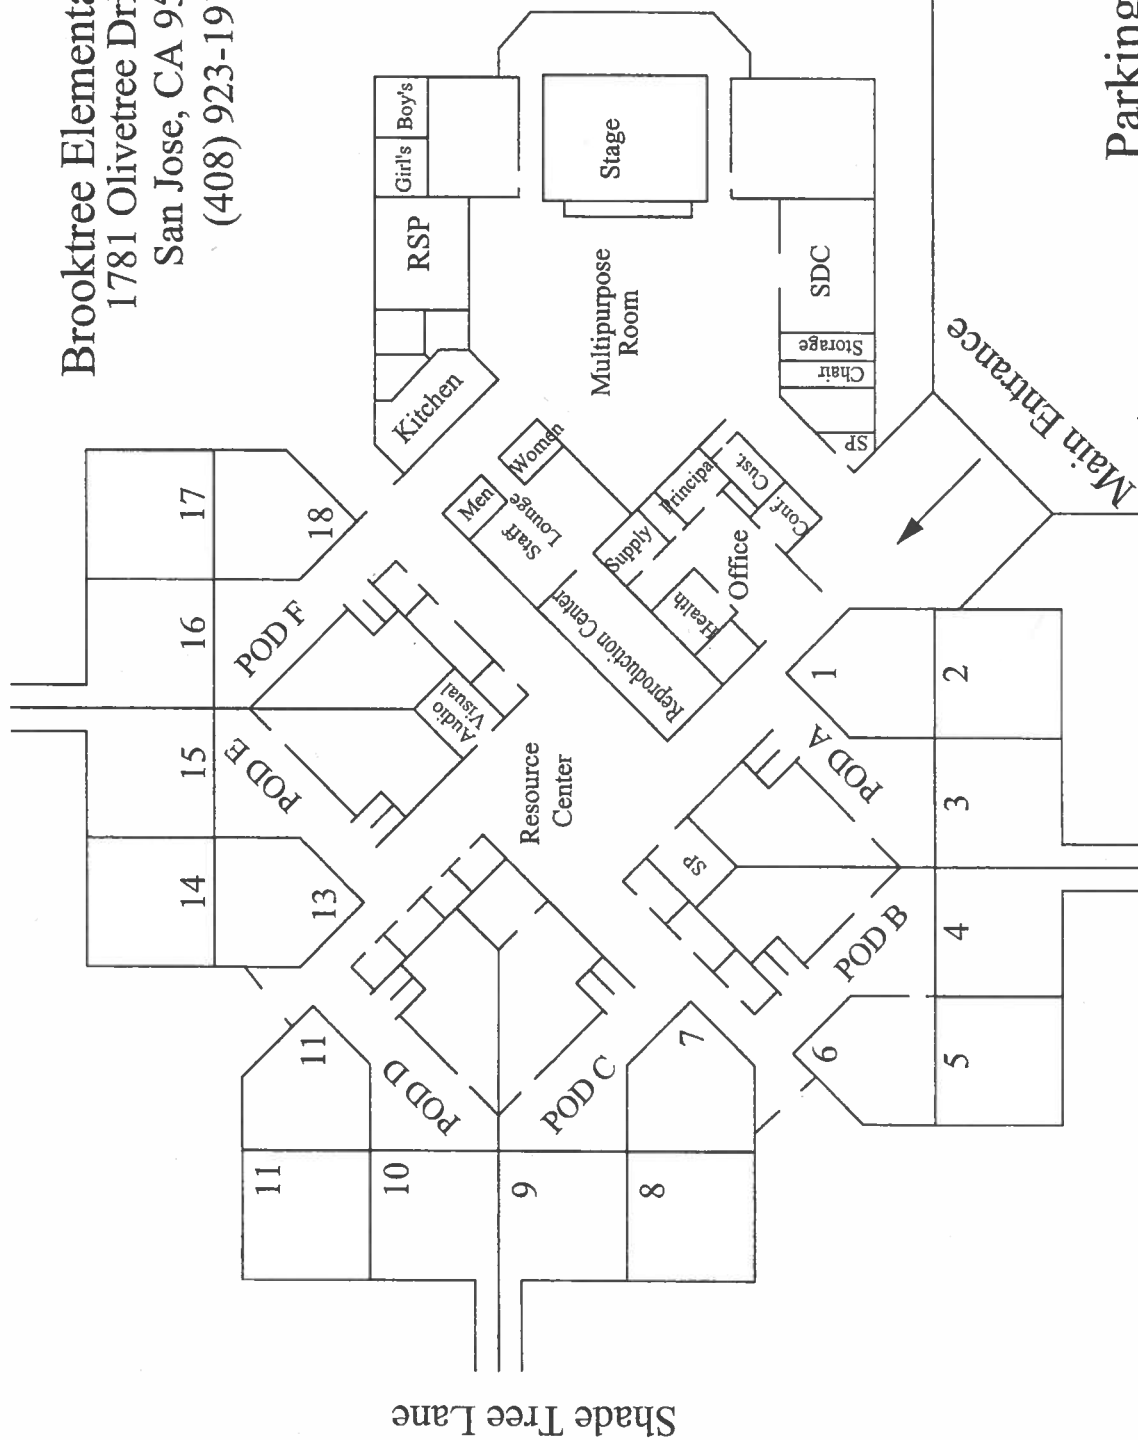 Brooktree Elementa
1781 Olivetree Dri
San Jose, CA 95
(408) 923-19
Parking
Main Entrance
Shade Tree Lane
Girl's
Boy's
RSP
Kitchen
Stage
Multipurpose
Room
SDC
Storage
Chair
SP
Women
Men
Staff
Lounge
Supply
Principal
Cust.
Conf.
Office
Health
Reproduction Center
Resource
Center
Audio
Visual
SP
POD A
POD B
POD C
POD D
POD E
POD F
1
2
3
4
5
6
7
8
9
10
11
11
13
14
15
16
17
18